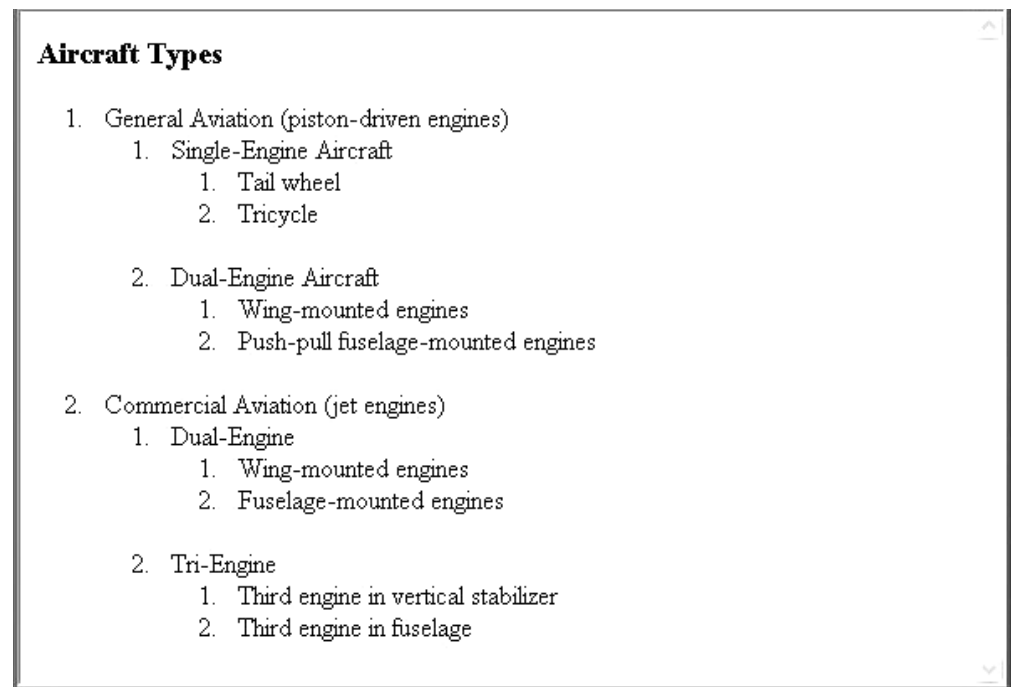 Aircraft Types
1. General Aviation (piston-driven engines)
1. Single-Engine Aircraft
1. Tail wheel
2. Tricycle
2. Dual-Engine Aircraft
1. Wing-mounted engines
2. Push-pull fuselage-mounted engines
2. Commercial Aviation (jet engines)
1. Dual-Engine
1. Wing-mounted engines
2. Fuselage-mounted engines
2. Tri-Engine
1. Third engine in vertical stabilizer
2. Third engine in fuselage